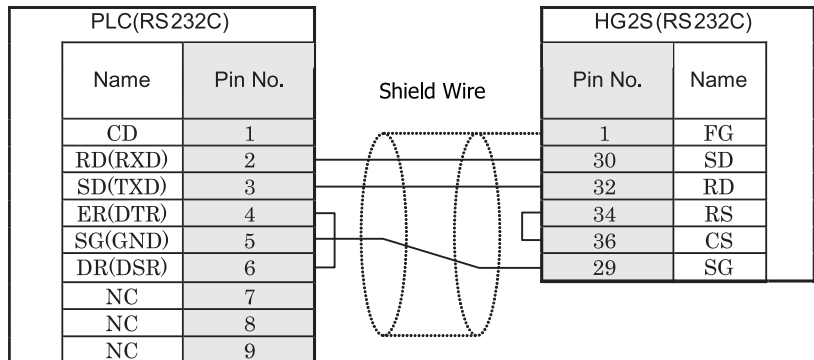 PLC(RS232C) HG2S(RS232C)
Name Pin No. Shield Wire Pin No. Name
CD 1 1 FG
RD(RXD) 2 30 SD
SD(TXD) 3 32 RD
ER(DTR) 4 34 RS
SG(GND) 5 36 CS
DR(DSR) 6 29 SG
NC 7
NC 8
NC 9